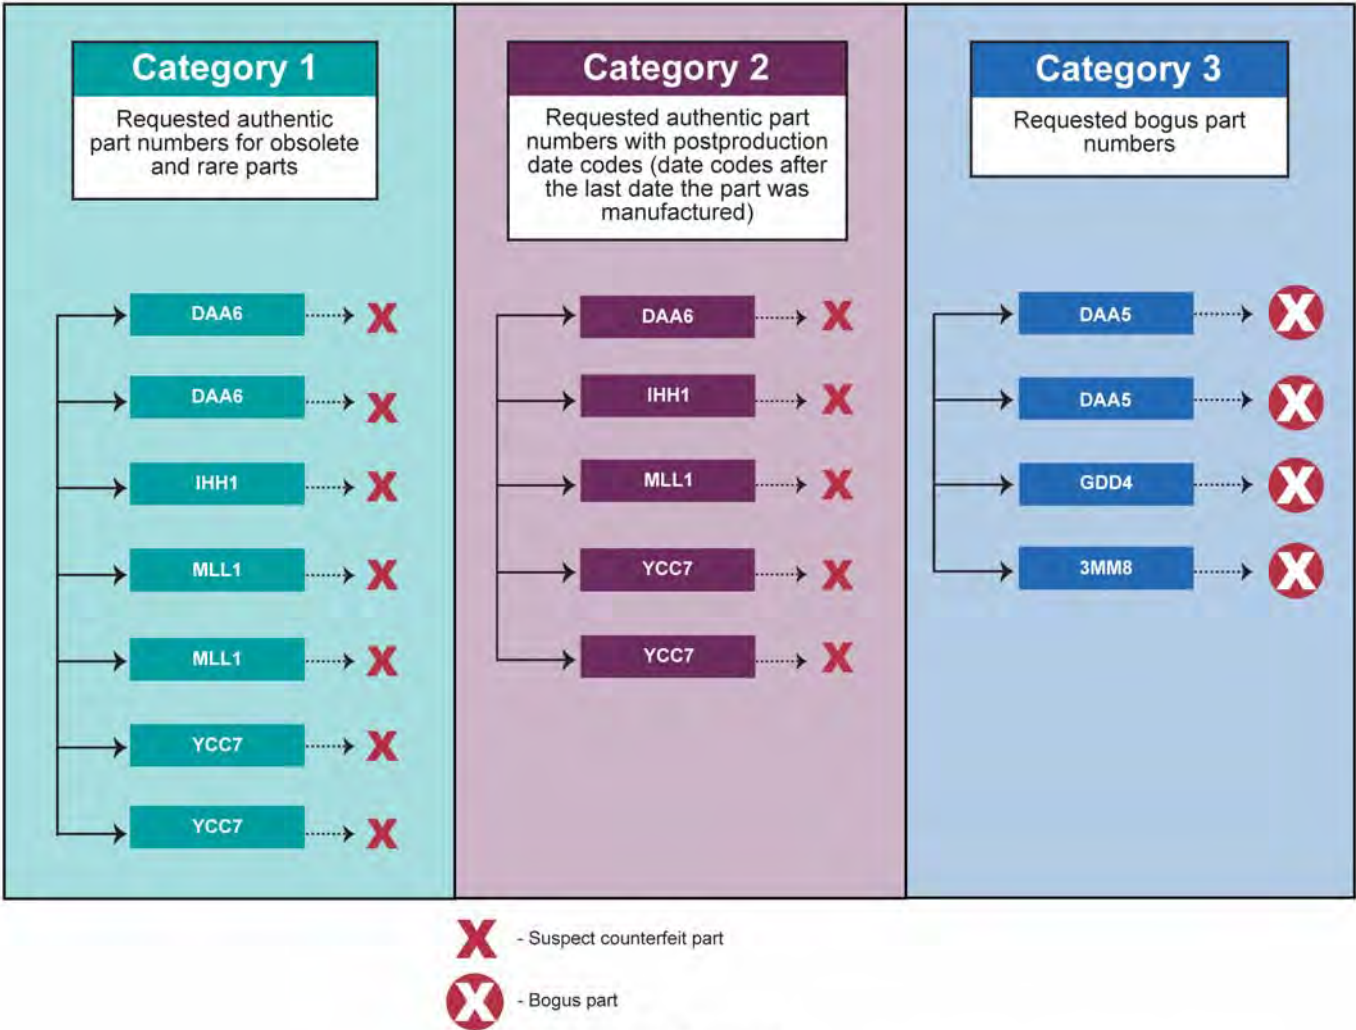 Category 1
Requested authentic
part numbers for obsolete
and rare parts
DAA6
DAA6
IHH1
MLL1
MLL1
YCC7
YCC7
Category 2
Requested authentic part
numbers with postproduction
date codes (date codes after
the last date the part was
manufactured)
DAA6
IHH1
MLL1
YCC7
YCC7
Category 3
Requested bogus part
numbers
DAA5
DAA5
GDD4
3MM8
X - Suspect counterfeit part
X - Bogus part